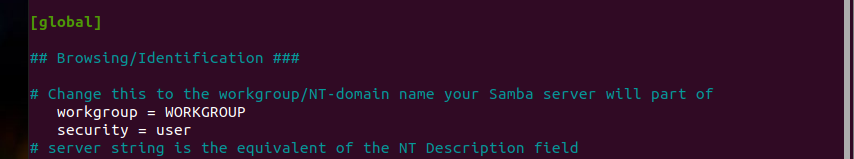 [global]
## Browsing/Identification ###
# Change this to the workgroup/NT-domain name your Samba server will part of
workgroup = WORKGROUP
security = user
# server string is the equivalent of the NT Description field